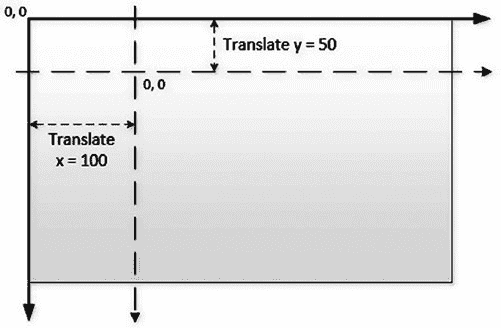 0, 0
Translate y = 50
0, 0
Translate
x = 100